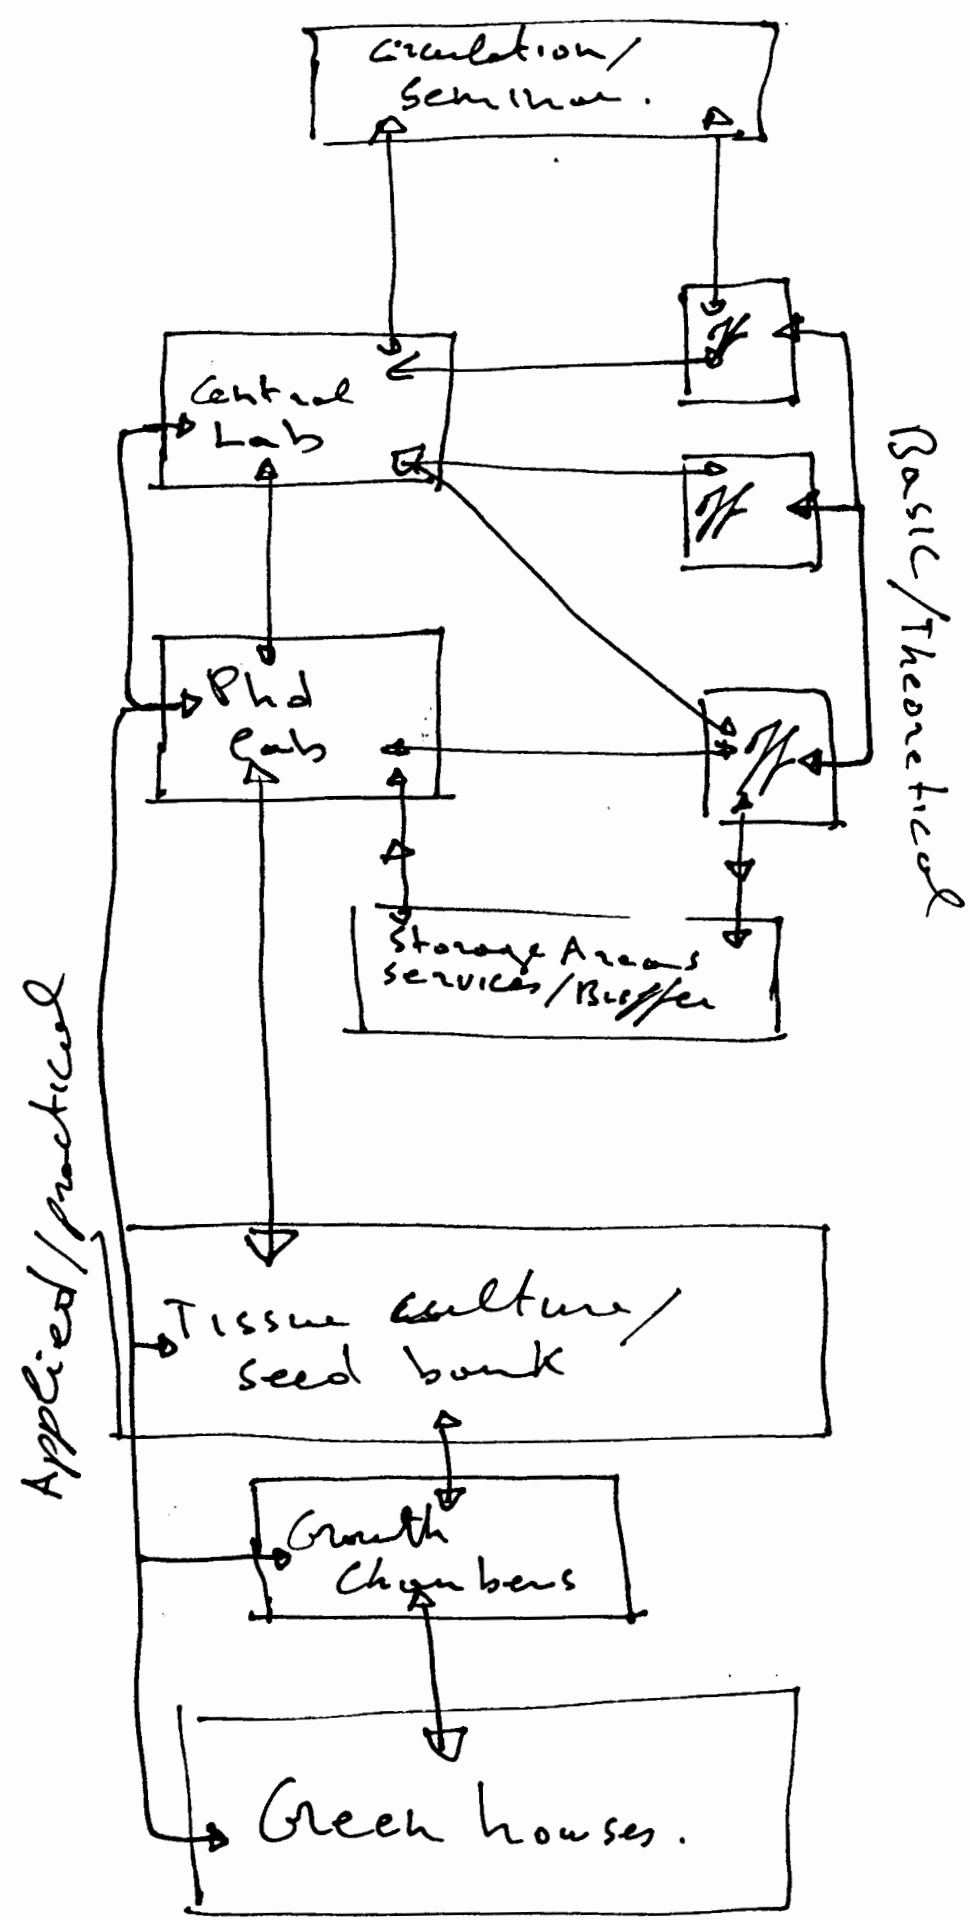 Circulation/
Seminar.
Central
Lab
Phd
Lab
Basic/Theoretical
Storage Areas
services/Buffer
Applied/practical
Tissue culture/
seed bank
Growth
Chambers
Green houses.